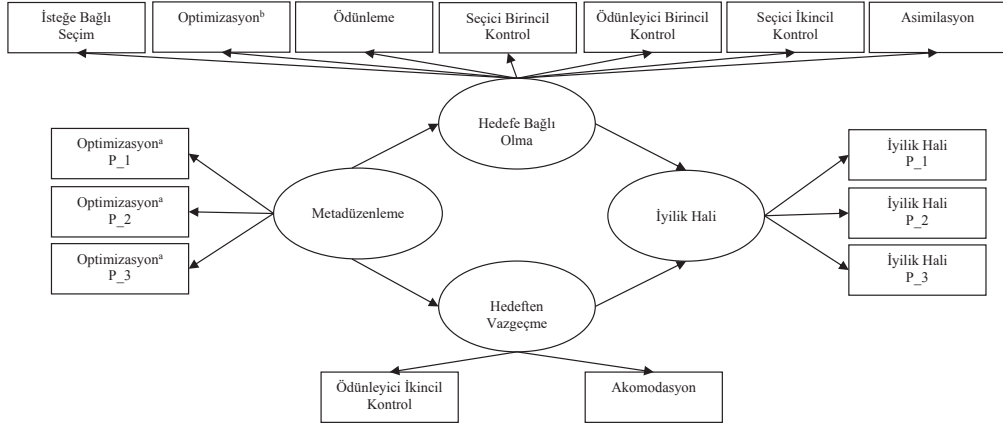 İsteğe Bağlı
Seçim
Optimizasyonᵇ
Ödünleme
Seçici Birincil
Kontrol
Ödünleyici Birincil
Kontrol
Seçici İkincil
Kontrol
Asimilasyon
Hedefe Bağlı
Olma
Optimizasyonᵃ
P_1
Optimizasyonᵃ
P_2
Optimizasyonᵃ
P_3
Metadüzenleme
İyilik Hali
İyilik Hali
P_1
İyilik Hali
P_2
İyilik Hali
P_3
Hedeften
Vazgeçme
Ödünleyici İkincil
Kontrol
Akomodasyon